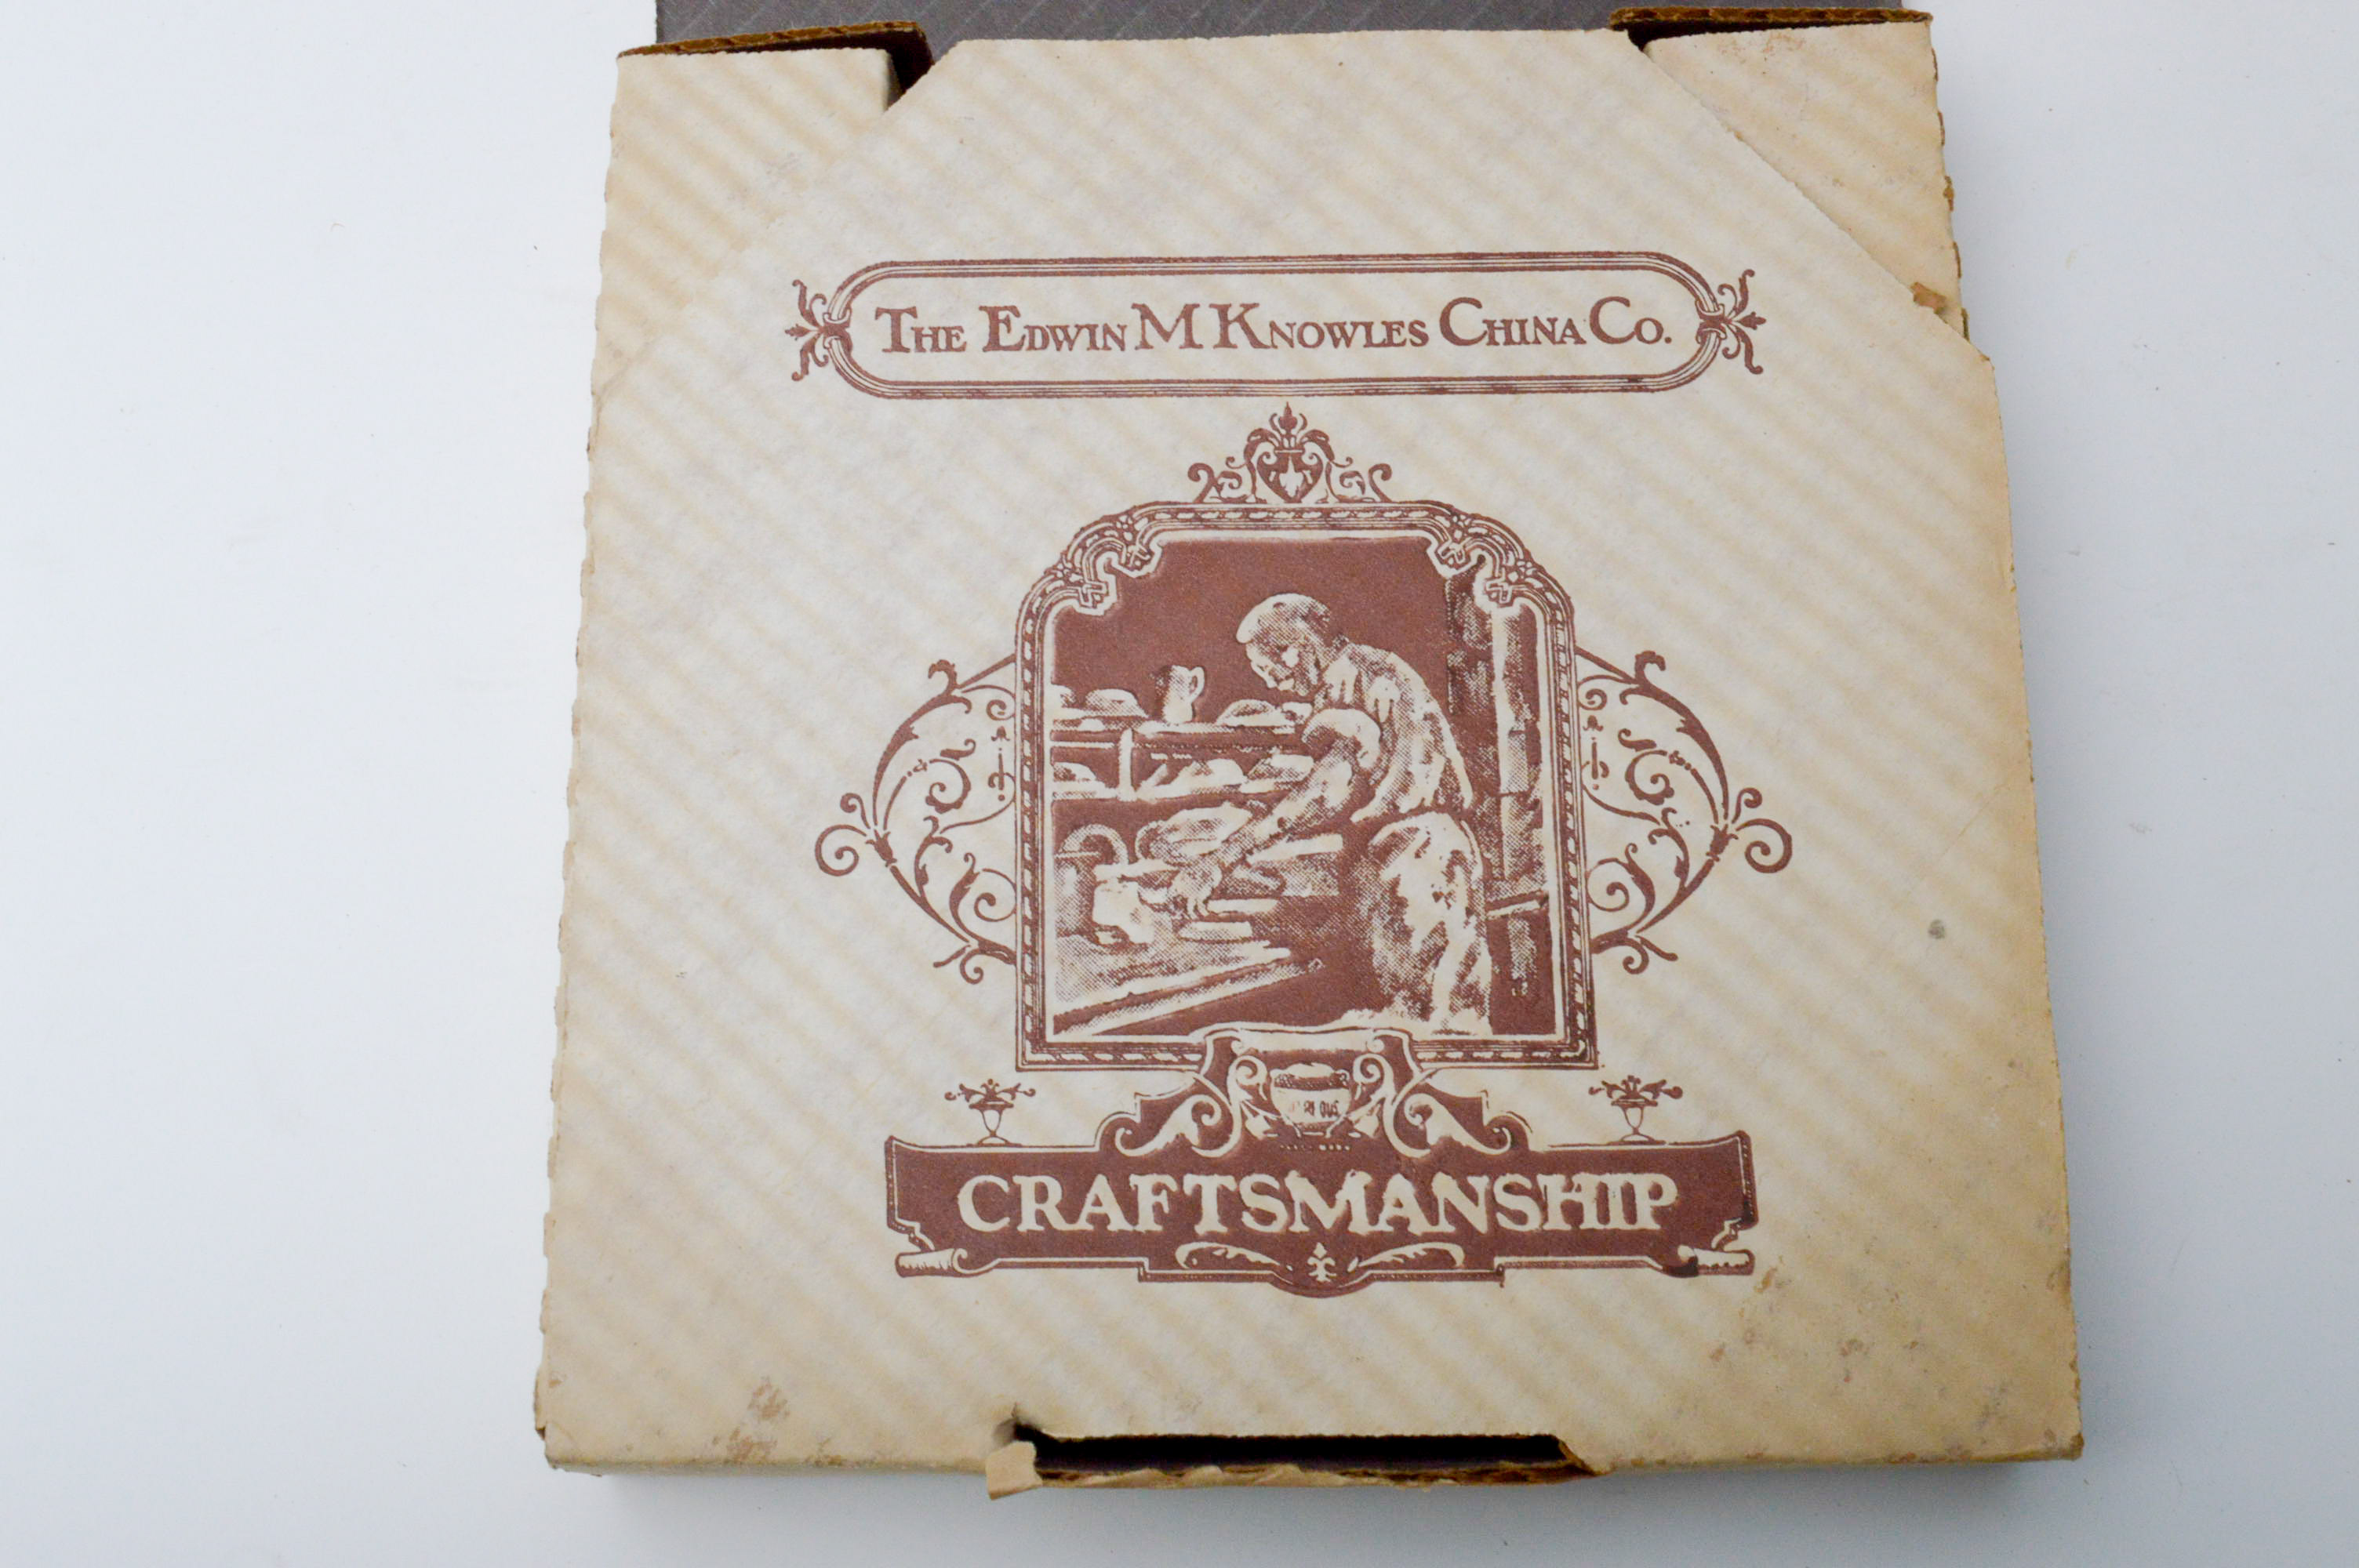 THE EDWIN M KNOWLES CHINA CO.
CRAFTSMANSHIP